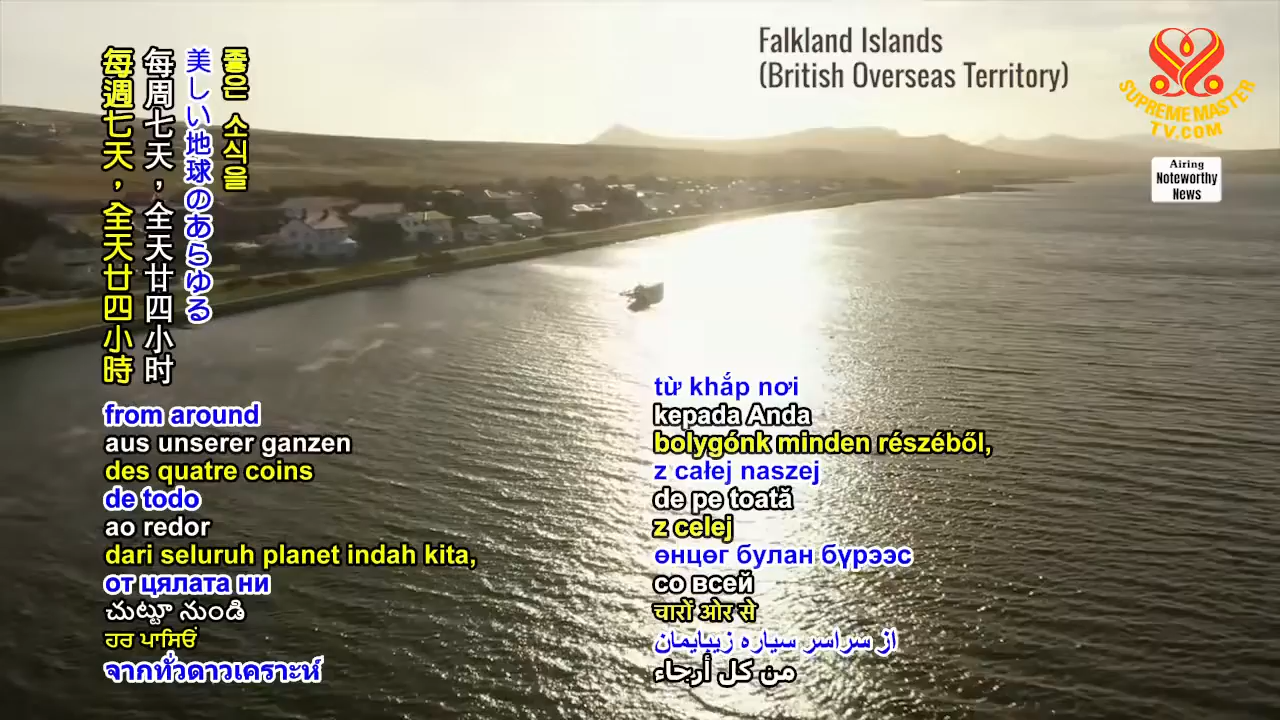 Falkland Islands
(British Overseas Territory)
SUPREME MASTER
TV.COM
Airing
Noteworthy
News
좋은 소식을
美しい地球のあらゆる
每周七天，全天廿四小时
每週七天，全天廿四小時
from around
aus unserer ganzen
des quatre coins
de todo
ao redor
dari seluruh planet indah kita,
от цялата ни
చుట్టూ నుండి
ਹਰ ਪਾਸਿਓਂ
จากทั่วดาวเคราะห์
từ khắp nơi
kepada Anda
bolygónk minden részéből,
z całej naszej
de pe toată
z celej
өнцөг булан бүрээс
со всей
चारों ओर से
از سراسر سیاره زیبایمان
من كل أرجاء